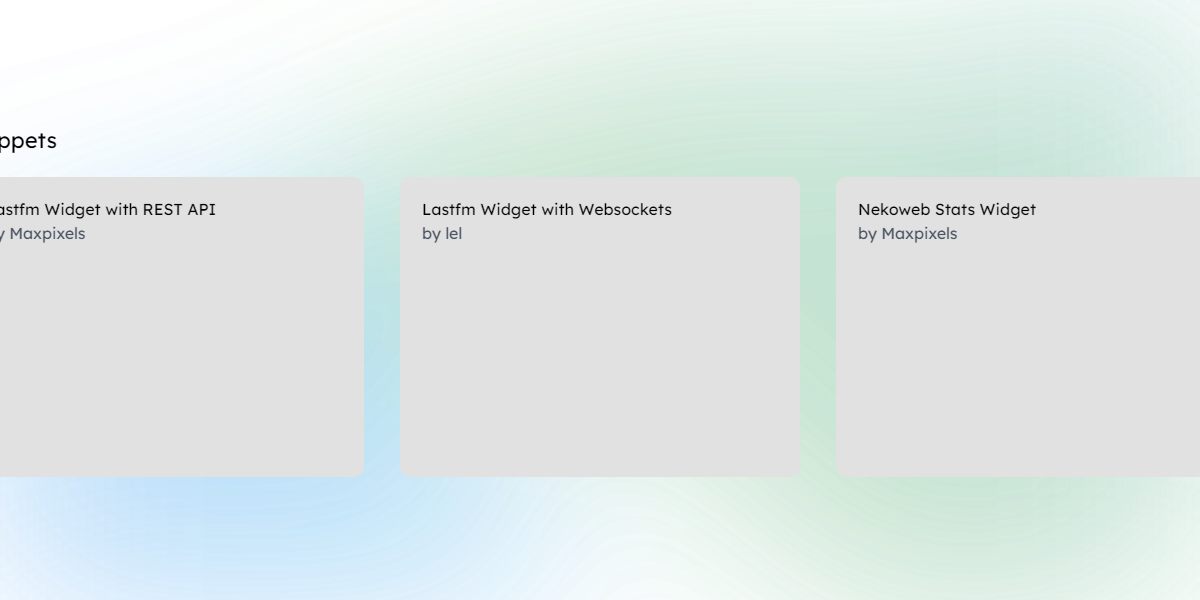 ppets
astfm Widget with REST API
y Maxpixels
Lastfm Widget with Websockets
by lel
Nekoweb Stats Widget
by Maxpixels